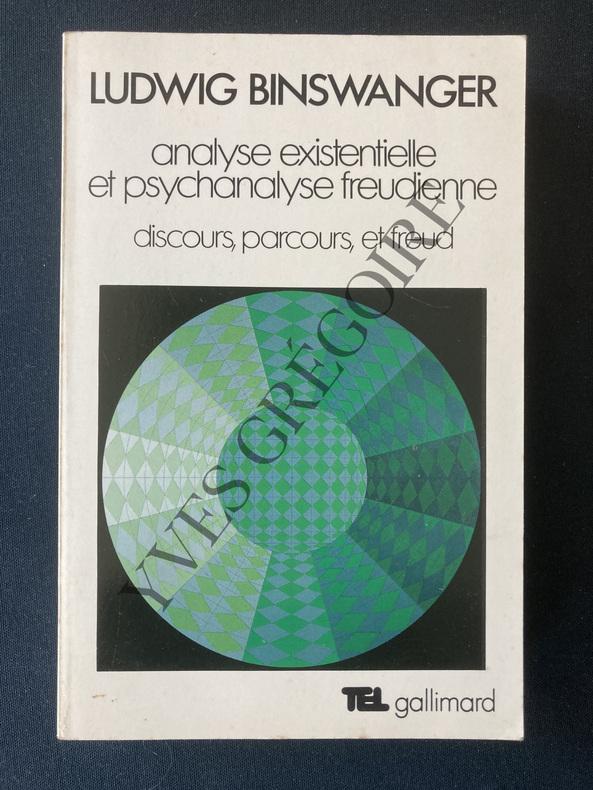 LUDWIG BINSWANGER
analyse existentielle
et psychanalyse freudienne
discours, parcours, et freud
YVES GRÉGOIRE
TEL gallimard